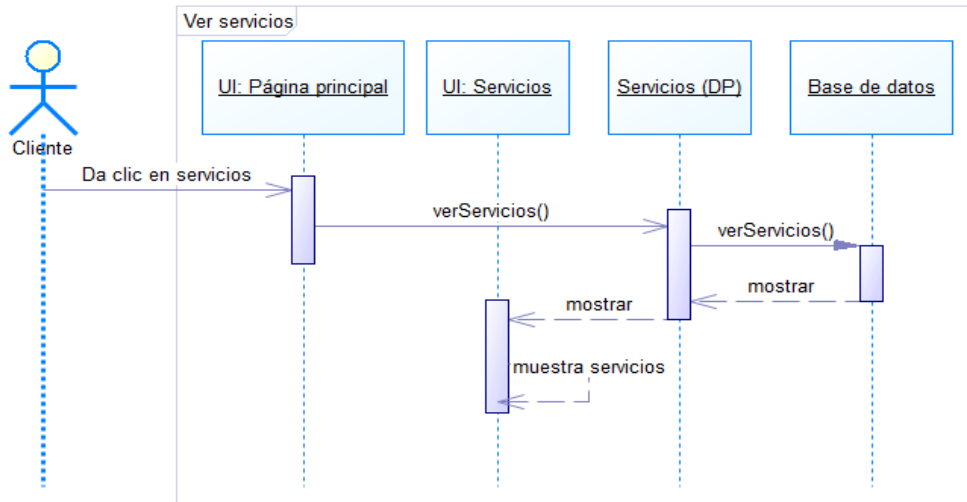 Ver servicios
UI: Página principal
UI: Servicios
Servicios (DP)
Base de datos
Cliente
Da clic en servicios
verServicios()
verServicios()
mostrar
mostrar
muestra servicios